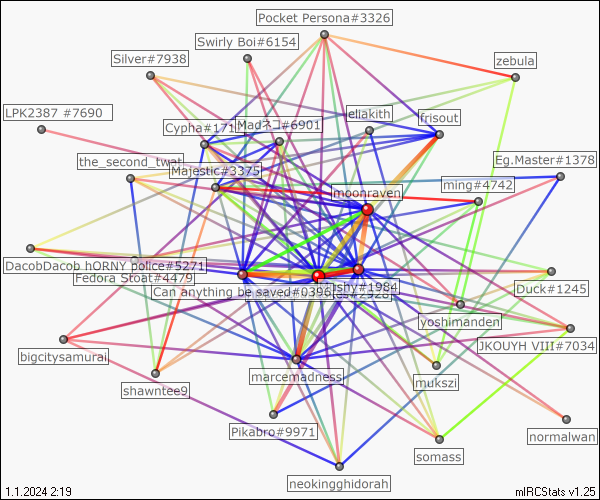 Pocket Persona#3326
Swirly Boi#6154
Silver#7938
zebula
LPK2387 #7690
eliakith
frisout
Cypha#171
Madネコ#6901
the_second_twat
Majestic#3375
Eg.Master#1378
moonraven
ming#4742
DacobDacob hORNY police#5271
Fedora Stoat#4479
Can anything be saved#0396
shy#1984
Duck#1245
yoshimanden
JKOUYH VIII#7034
bigcitysamurai
marcemadness
shawntee9
mukszi
Pikabro#9971
normalwan
somass
neokingghidorah
1.1.2024 2:19
mIRCStats v1.25